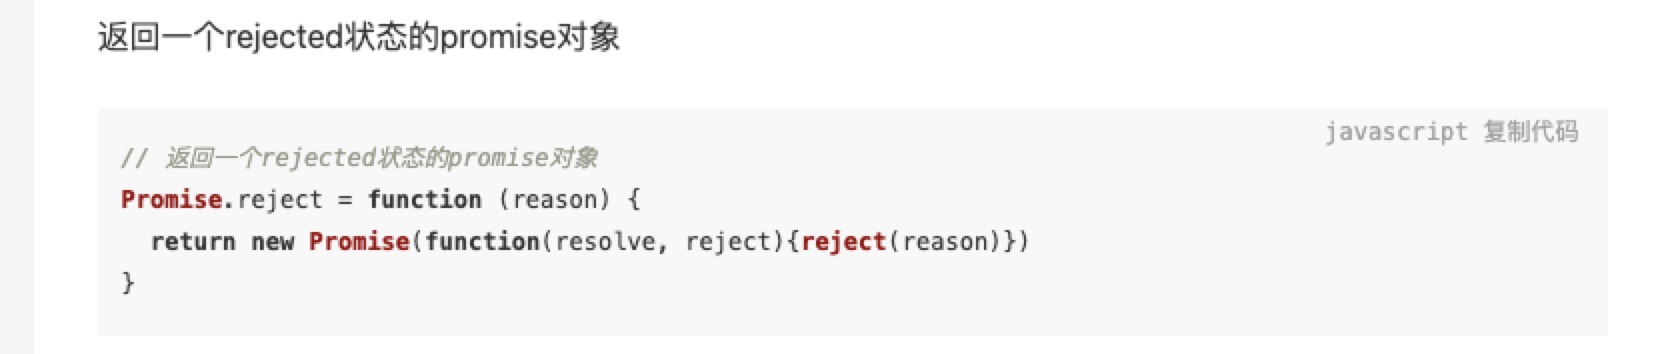 返回一个rejected状态的promise对象
javascript 复制代码
// 返回一个rejected状态的promise对象
Promise.reject = function (reason) {
  return new Promise(function(resolve, reject){reject(reason)})
}